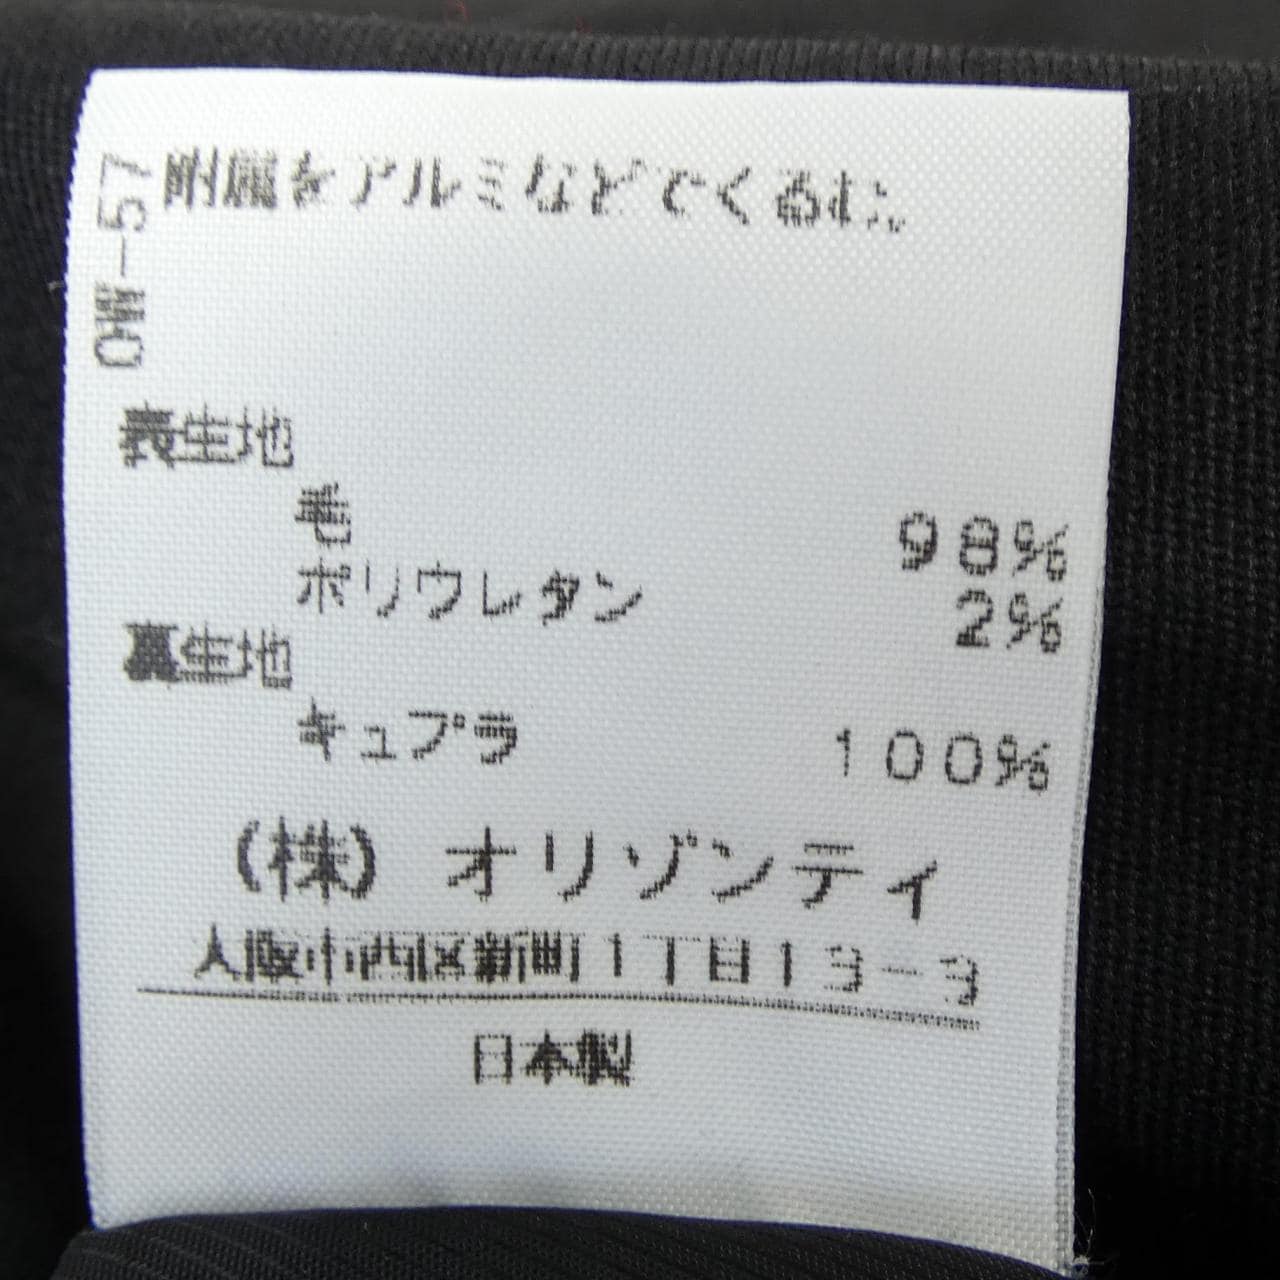 附属をアルミなどでくるむ。
OWM-57
表生地
毛 98%
ポリウレタン 2%
裏生地
キュプラ 100%
(株) オリゾンティ
大阪市西区新町1丁目13-3
日本製